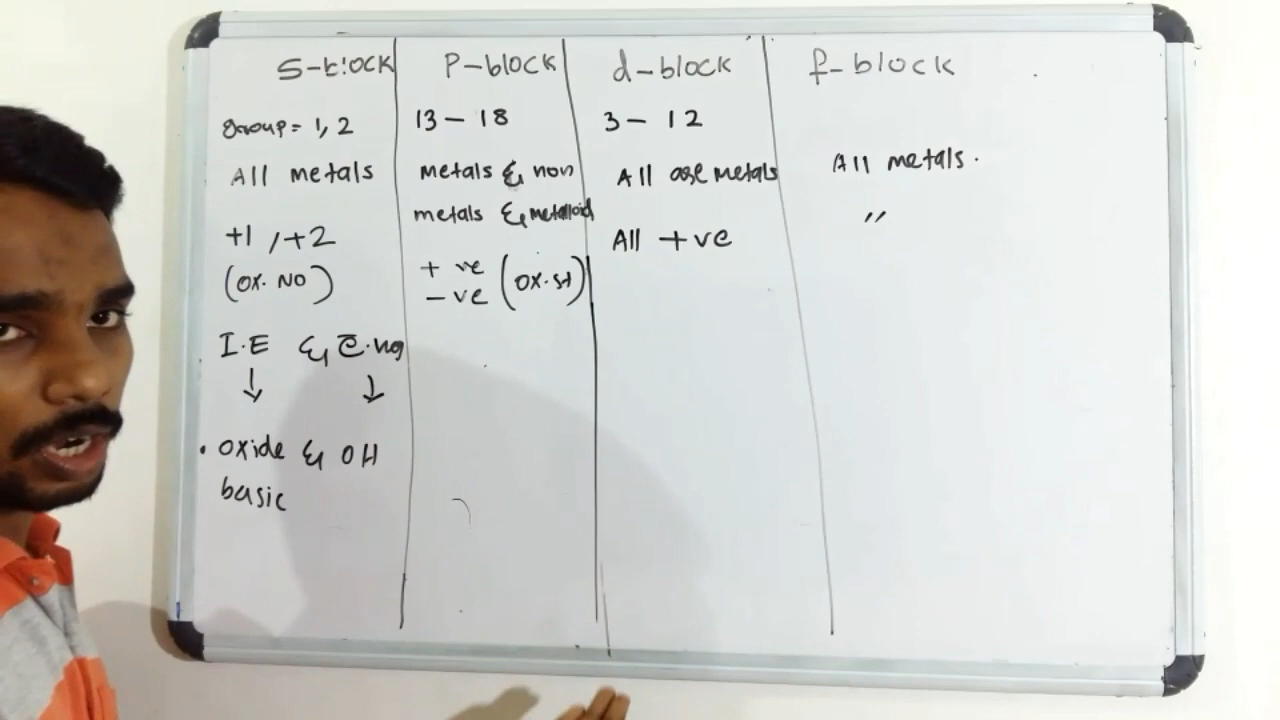 S-block
group = 1, 2
All metals
+1, +2
(OX. NO)
I.E & E.ng
↓ ↓
• oxide & OH
basic
P-block
13 - 18
metals & non
metals & metalloid
+ ve
- ve (OX.st)
d-block
3 - 12
All are metals
All +ve
f-block
All metals.
〃